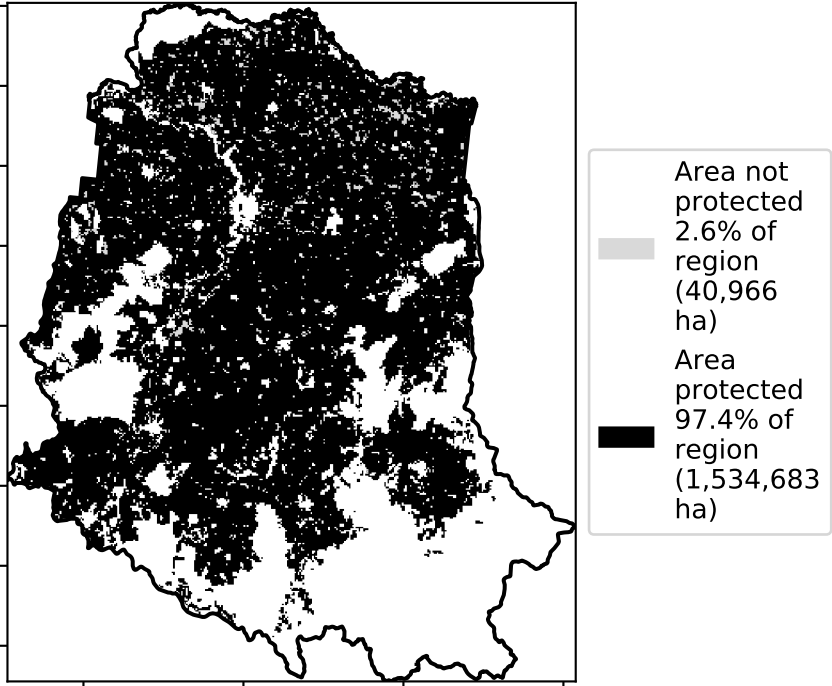 Area not
protected
2.6% of
region
(40,966
ha)
Area
protected
97.4% of
region
(1,534,683
ha)